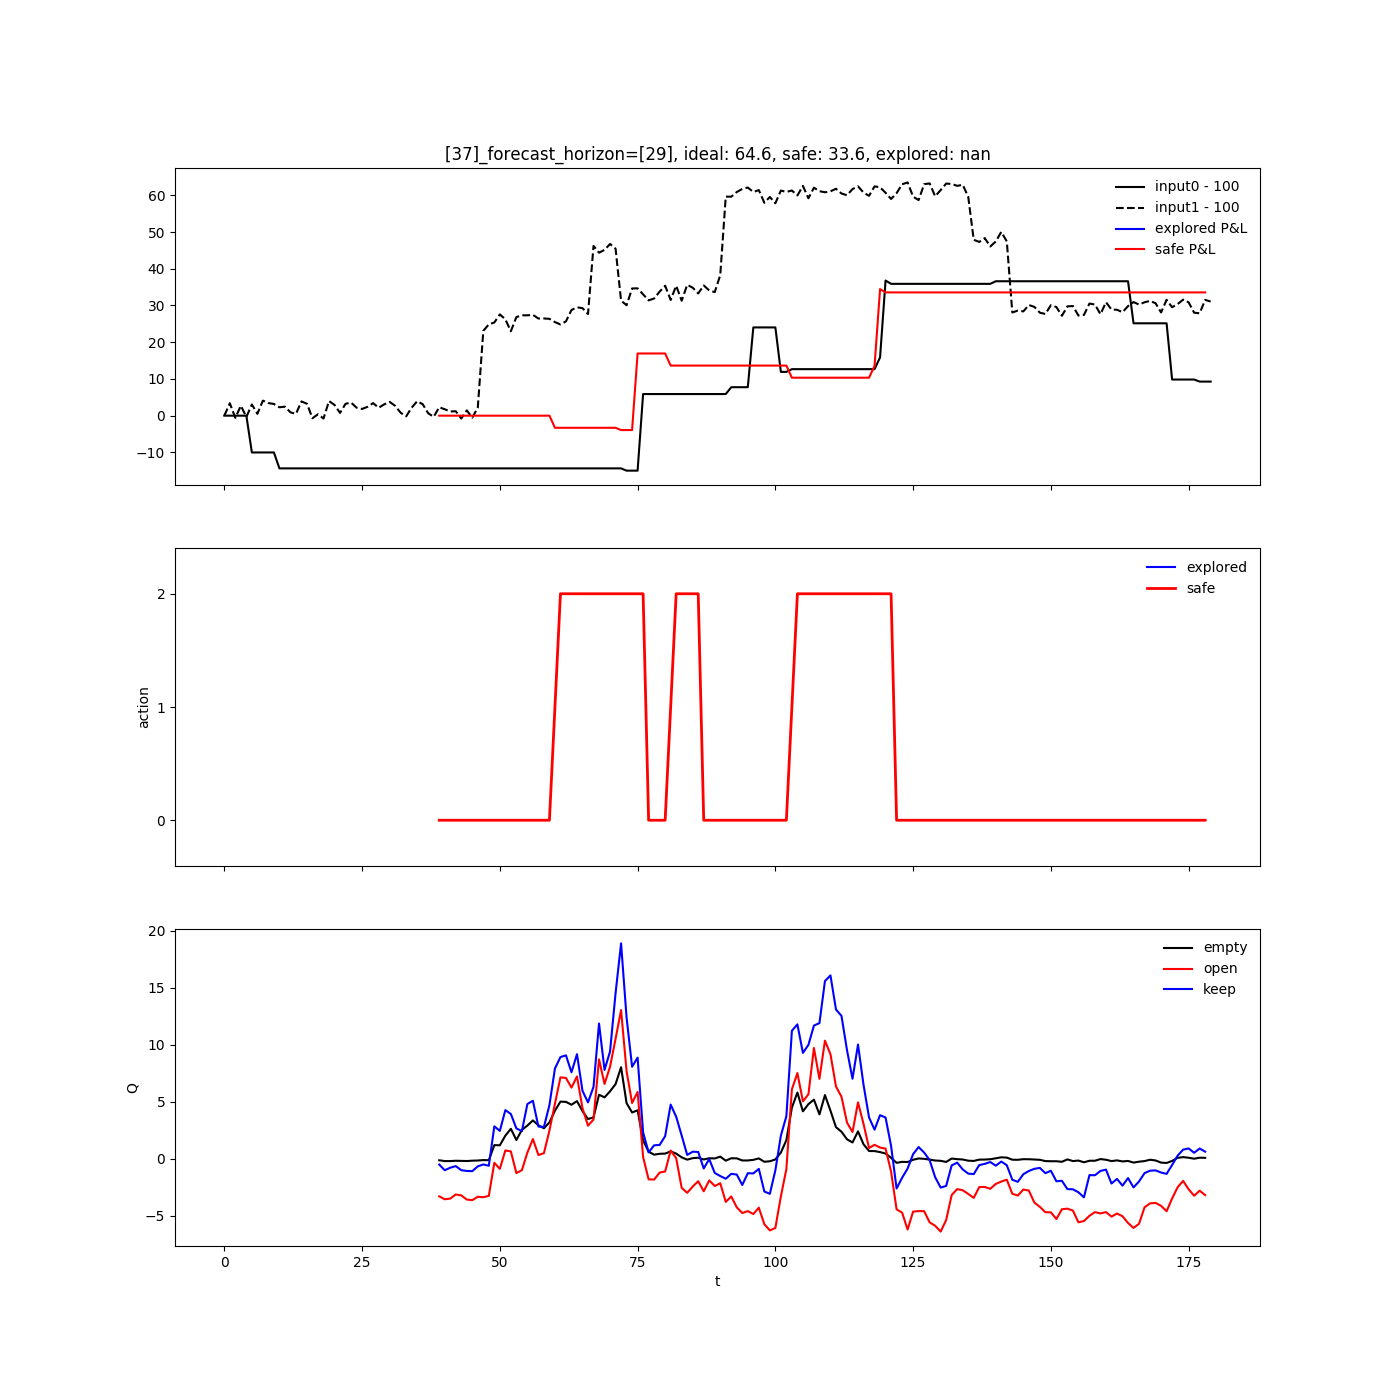 [37]_forecast_horizon=[29], ideal: 64.6, safe: 33.6, explored: nan
60
50
40
30
20
10
0
−10
input0 - 100
input1 - 100
explored P&L
safe P&L
2
1
0
action
explored
safe
20
15
10
5
0
−5
Q
empty
open
keep
0 25 50 75 100 125 150 175
t